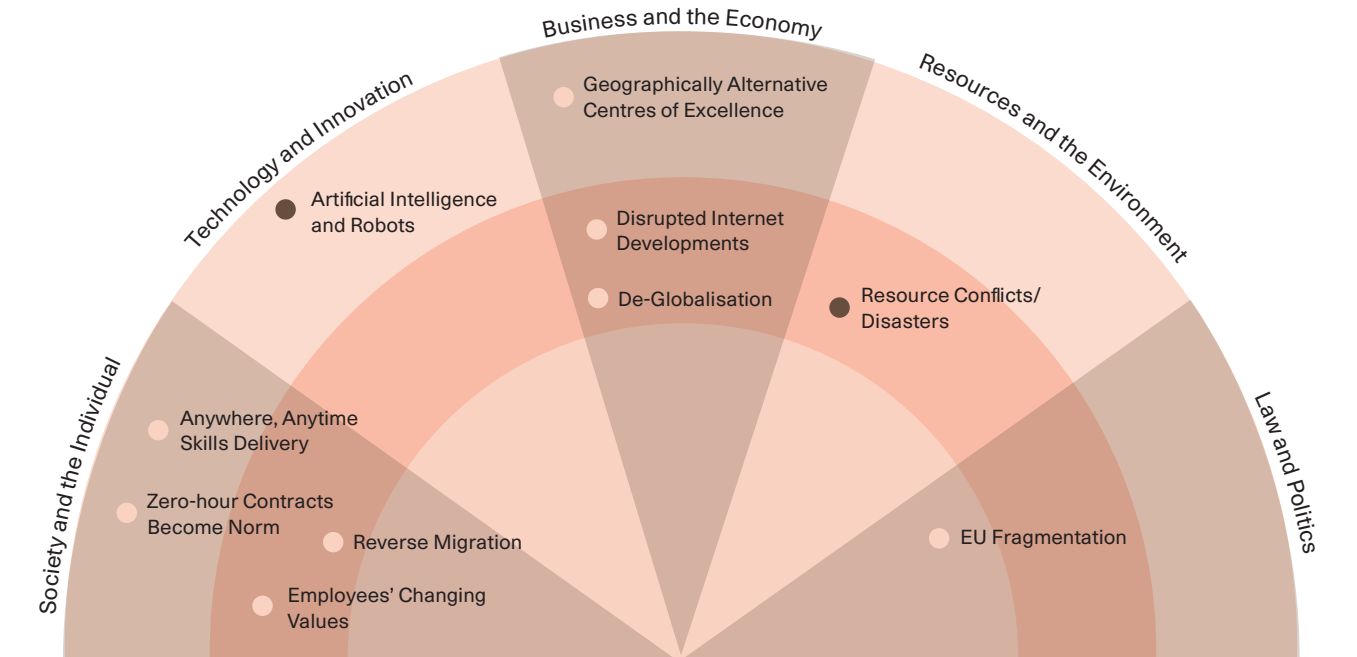 Business and the Economy
Technology and Innovation
Resources and the Environment
Society and the Individual
Law and Politics
Geographically Alternative
Centres of Excellence
Artificial Intelligence
and Robots
Disrupted Internet
Developments
De-Globalisation
Resource Conflicts/
Disasters
Anywhere, Anytime
Skills Delivery
Zero-hour Contracts
Become Norm
Reverse Migration
EU Fragmentation
Employees’ Changing
Values